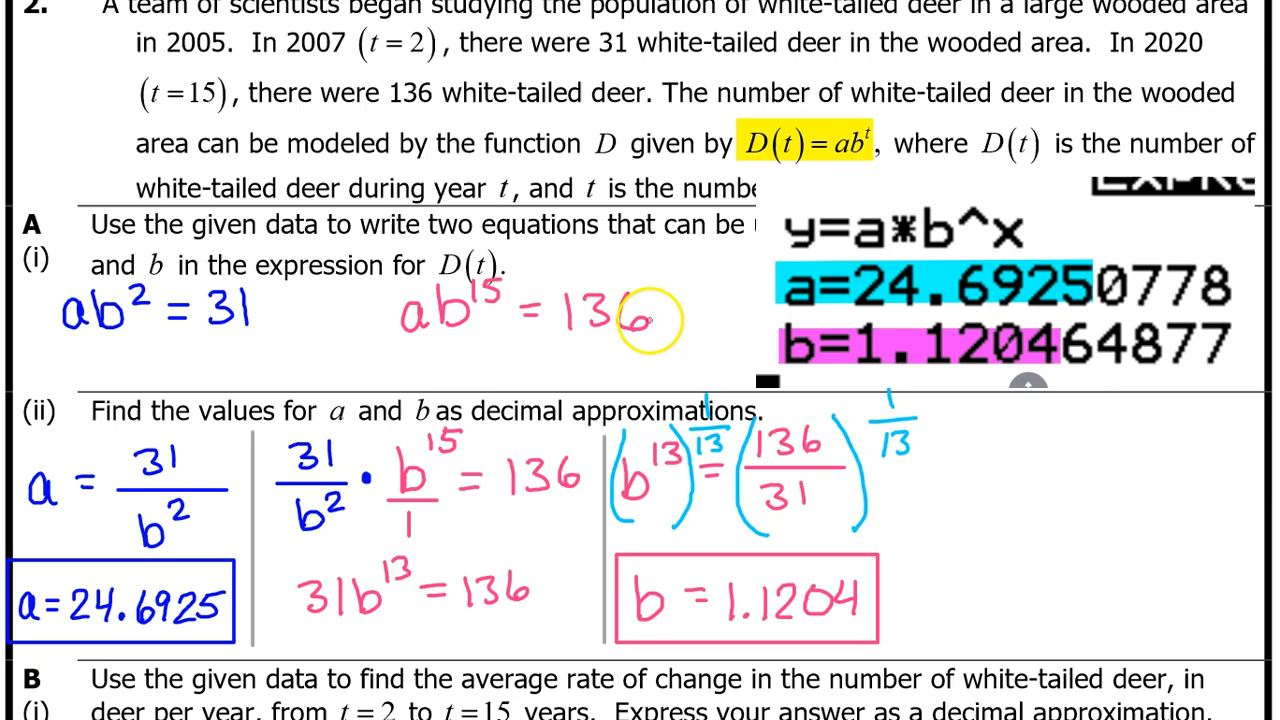 2. A team of scientists began studying the population of white-tailed deer in a large wooded area
in 2005. In 2007 (t = 2), there were 31 white-tailed deer in the wooded area. In 2020
(t = 15), there were 136 white-tailed deer. The number of white-tailed deer in the wooded
area can be modeled by the function D given by D(t) = ab^t, where D(t) is the number of
white-tailed deer during year t, and t is the numbe
A Use the given data to write two equations that can be
(i) and b in the expression for D(t).
ab^2 = 31 ab^15 = 136
y=a*b^x
a=24.69250778
b=1.120464877
(ii) Find the values for a and b as decimal approximations.
a = 31/b^2 31/b^2 · b^15/1 = 136 (b^13)^1/13 = (136/31)^1/13
a=24.6925 31b^13 = 136 b = 1.1204
B Use the given data to find the average rate of change in the number of white-tailed deer, in
(i) deer per year, from t = 2 to t = 15 years. Express your answer as a decimal approximation.